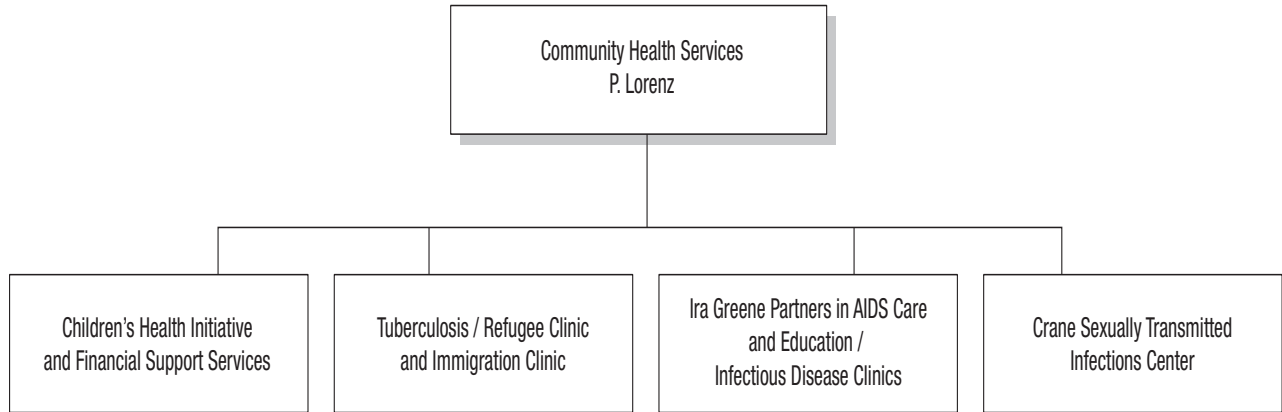 Community Health Services
P. Lorenz
Children’s Health Initiative
and Financial Support Services
Tuberculosis / Refugee Clinic
and Immigration Clinic
Ira Greene Partners in AIDS Care
and Education /
Infectious Disease Clinics
Crane Sexually Transmitted
Infections Center